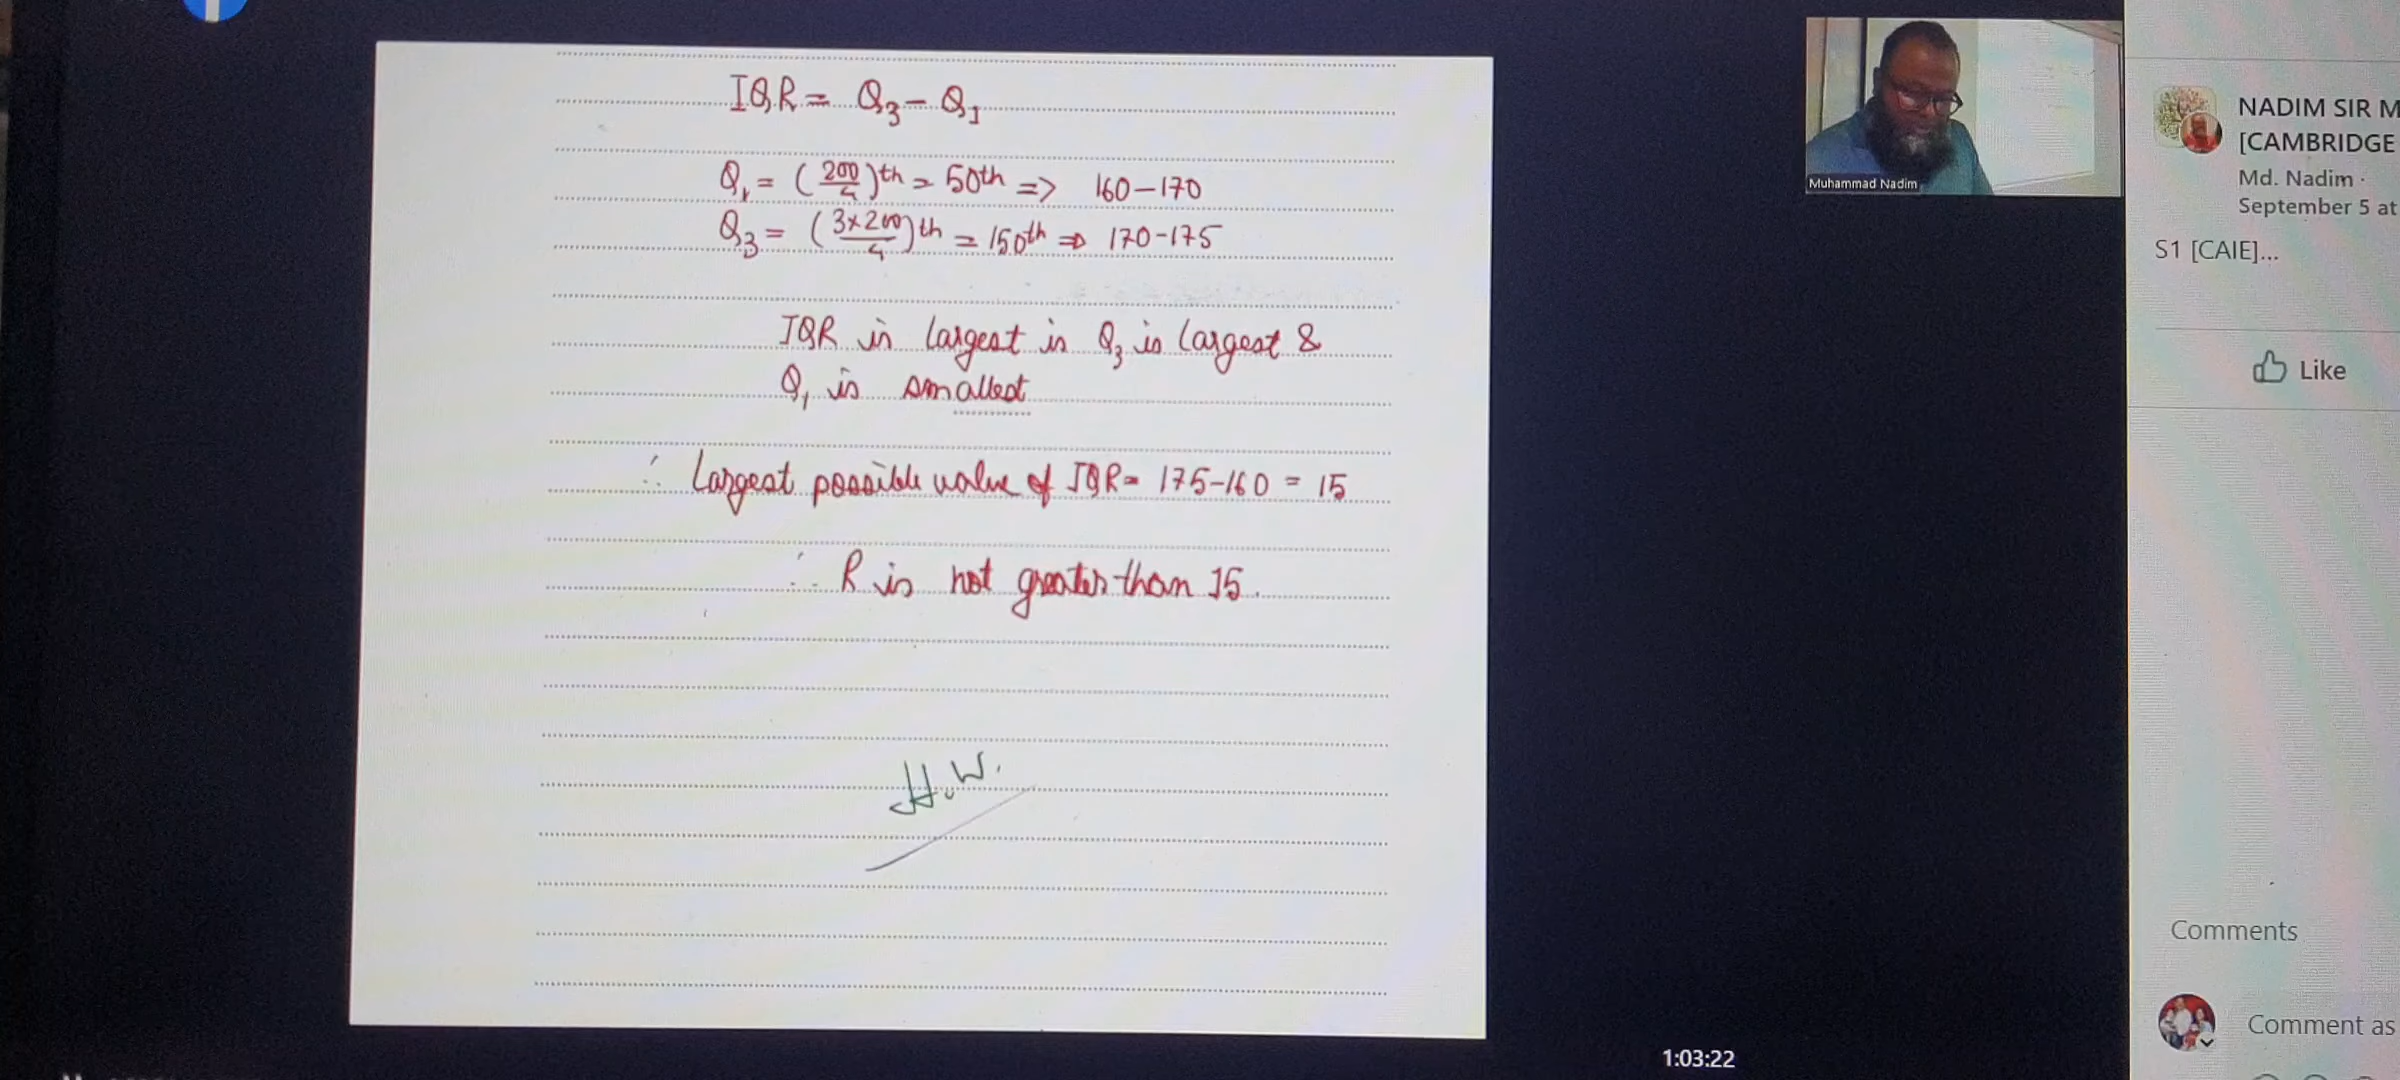 IQR = Q3 – Q1
Q1 = (200/4)th = 50th => 160–170
Q3 = (3×200/4)th = 150th => 170-175
IQR is largest is Q3 is largest &
Q1 is smallest
∴ Largest possible value of IQR = 175–160 = 15
∴ R is not greater than 15.
H.W.
Muhammad Nadim
NADIM SIR M
[CAMBRIDGE
Md. Nadim ·
September 5 at
S1 [CAIE]...
Like
Comments
Comment as
1:03:22